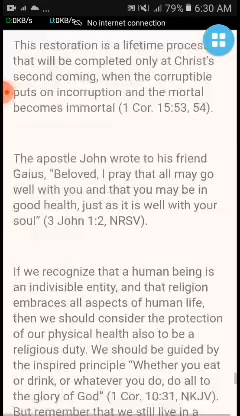 0:0KB/s U:0KB/s No internet connection 79% 6:30 AM
This restoration is a lifetime process
that will be completed only at Christ's
second coming, when the corruptible
puts on incorruption and the mortal
becomes immortal (1 Cor. 15:53, 54).
The apostle John wrote to his friend
Gaius, “Beloved, I pray that all may go
well with you and that you may be in
good health, just as it is well with your
soul” (3 John 1:2, NRSV).
If we recognize that a human being is
an indivisible entity, and that religion
embraces all aspects of human life,
then we should consider the protection
of our physical health also to be a
religious duty. We should be guided by
the inspired principle “Whether you eat
or drink, or whatever you do, do all to
the glory of God” (1 Cor. 10:31, NKJV).
But remember that we still live in a